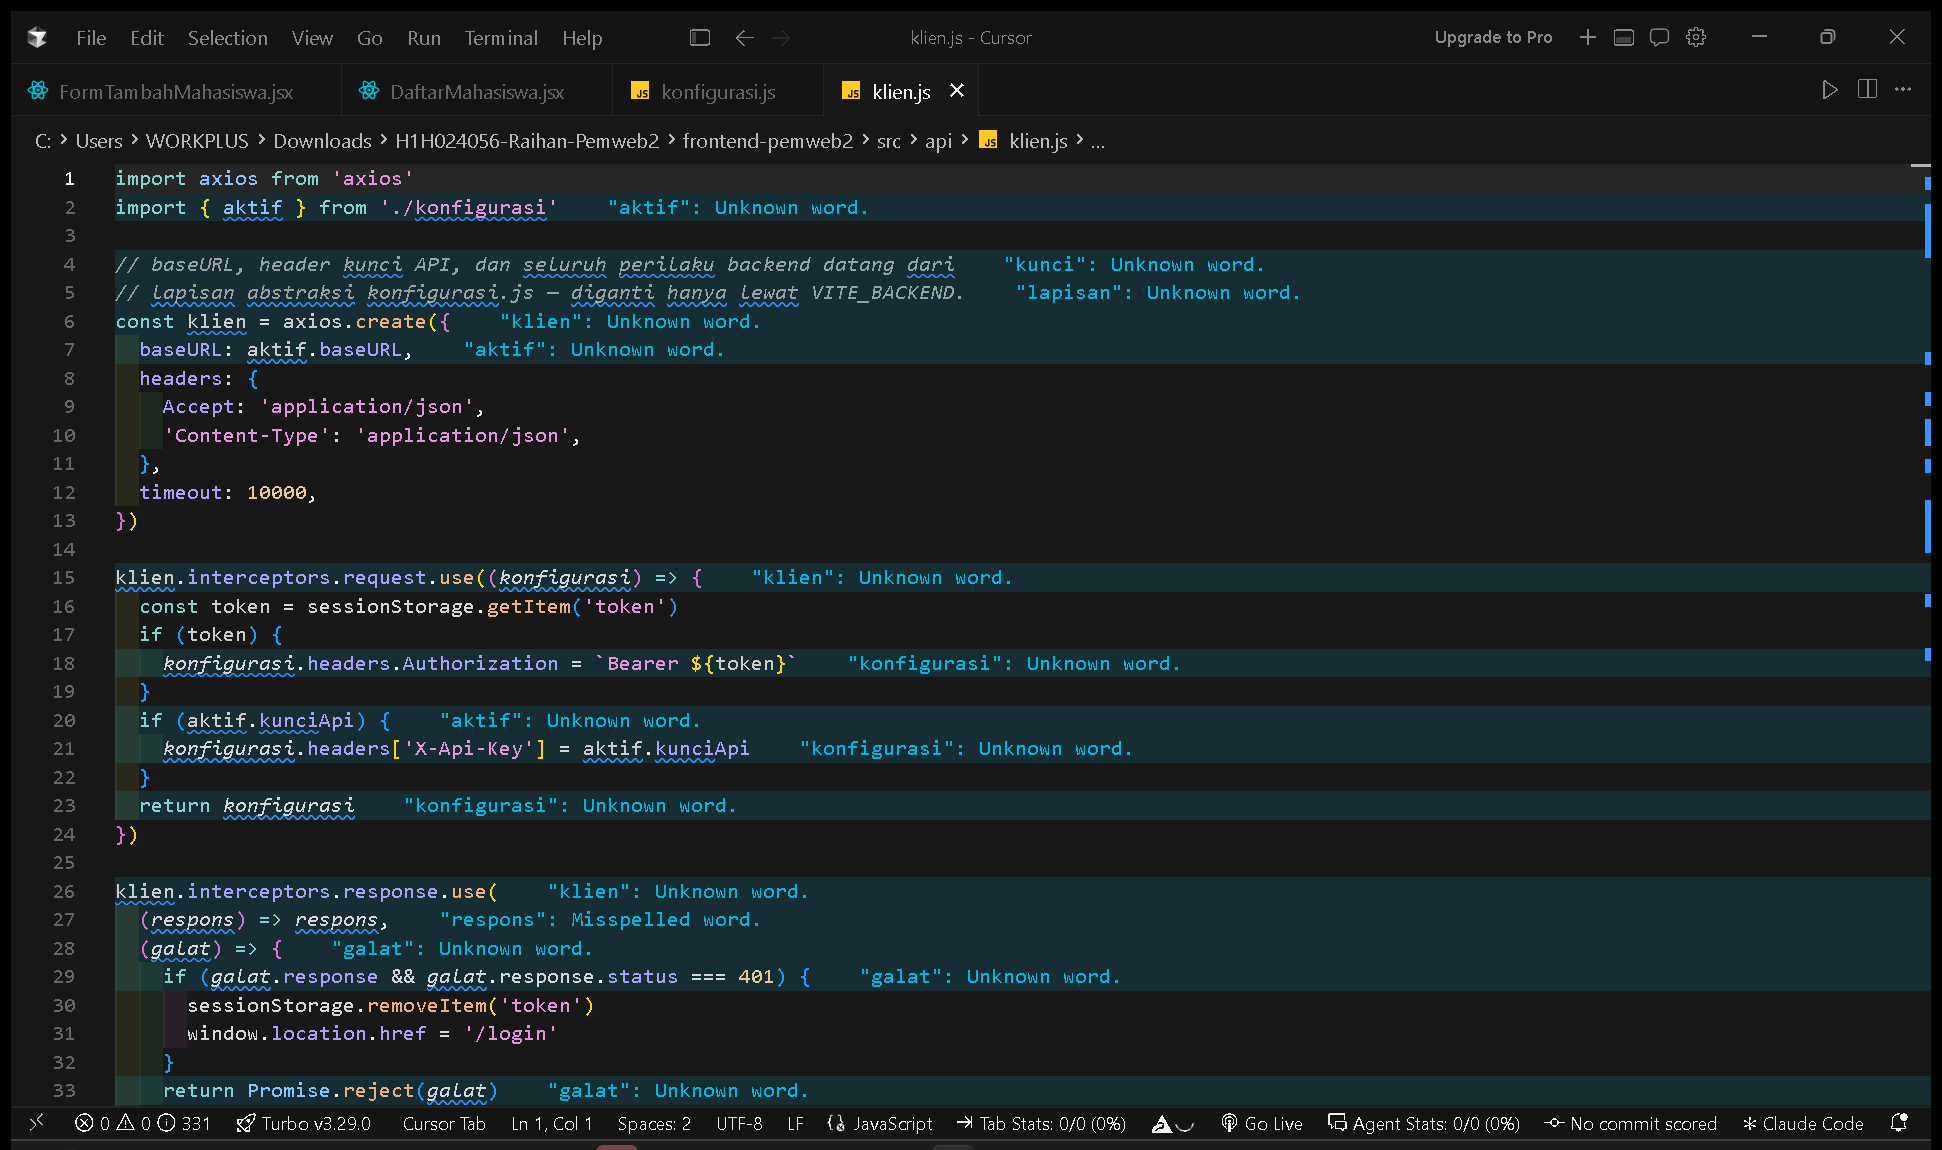 File Edit Selection View Go Run Terminal Help klien.js - Cursor Upgrade to Pro
FormTambahMahasiswa.jsx DaftarMahasiswa.jsx JS konfigurasi.js JS klien.js
C: > Users > WORKPLUS > Downloads > H1H024056-Raihan-Pemweb2 > frontend-pemweb2 > src > api > JS klien.js > ...
1 import axios from 'axios'
2 import { aktif } from './konfigurasi' "aktif": Unknown word.
3
4 // baseURL, header kunci API, dan seluruh perilaku backend datang dari "kunci": Unknown word.
5 // lapisan abstraksi konfigurasi.js — diganti hanya lewat VITE_BACKEND. "lapisan": Unknown word.
6 const klien = axios.create({ "klien": Unknown word.
7 baseURL: aktif.baseURL, "aktif": Unknown word.
8 headers: {
9 Accept: 'application/json',
10 'Content-Type': 'application/json',
11 },
12 timeout: 10000,
13 })
14
15 klien.interceptors.request.use((konfigurasi) => { "klien": Unknown word.
16 const token = sessionStorage.getItem('token')
17 if (token) {
18 konfigurasi.headers.Authorization = `Bearer ${token}` "konfigurasi": Unknown word.
19 }
20 if (aktif.kunciApi) { "aktif": Unknown word.
21 konfigurasi.headers['X-Api-Key'] = aktif.kunciApi "konfigurasi": Unknown word.
22 }
23 return konfigurasi "konfigurasi": Unknown word.
24 })
25
26 klien.interceptors.response.use( "klien": Unknown word.
27 (respons) => respons, "respons": Misspelled word.
28 (galat) => { "galat": Unknown word.
29 if (galat.response && galat.response.status === 401) { "galat": Unknown word.
30 sessionStorage.removeItem('token')
31 window.location.href = '/login'
32 }
33 return Promise.reject(galat) "galat": Unknown word.
0 0 331 Turbo v3.29.0 Cursor Tab Ln 1, Col 1 Spaces: 2 UTF-8 LF JavaScript Tab Stats: 0/0 (0%) Go Live Agent Stats: 0/0 (0%) No commit scored Claude Code